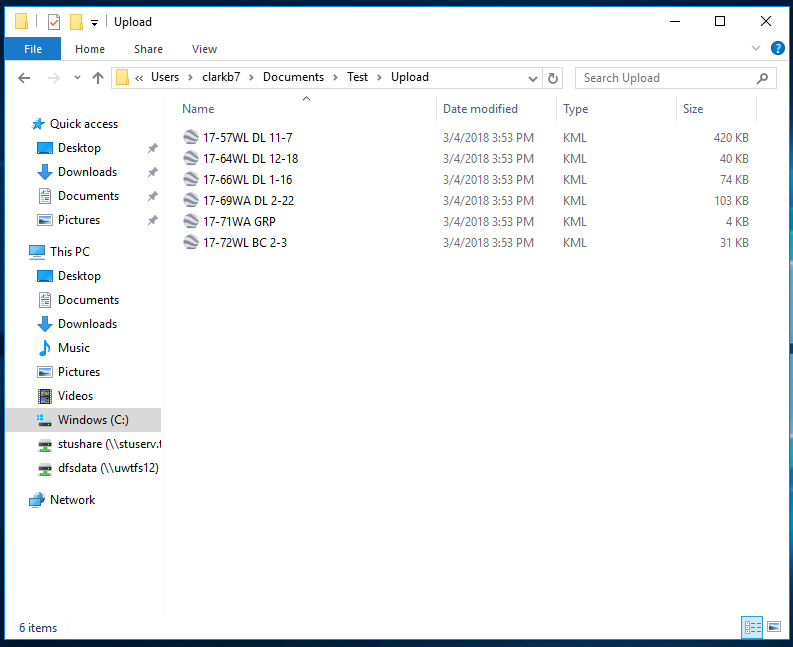 Upload
File Home Share View
Users clarkb7 Documents Test Upload Search Upload
Name Date modified Type Size
17-57WL DL 11-7 3/4/2018 3:53 PM KML 420 KB
17-64WL DL 12-18 3/4/2018 3:53 PM KML 40 KB
17-66WL DL 1-16 3/4/2018 3:53 PM KML 74 KB
17-69WA DL 2-22 3/4/2018 3:53 PM KML 103 KB
17-71WA GRP 3/4/2018 3:53 PM KML 4 KB
17-72WL BC 2-3 3/4/2018 3:53 PM KML 31 KB
Quick access
Desktop
Downloads
Documents
Pictures
This PC
Desktop
Documents
Downloads
Music
Pictures
Videos
Windows (C:)
stushare (\\stuserv.t
dfsdata (\\uwtfs12)
Network
6 items